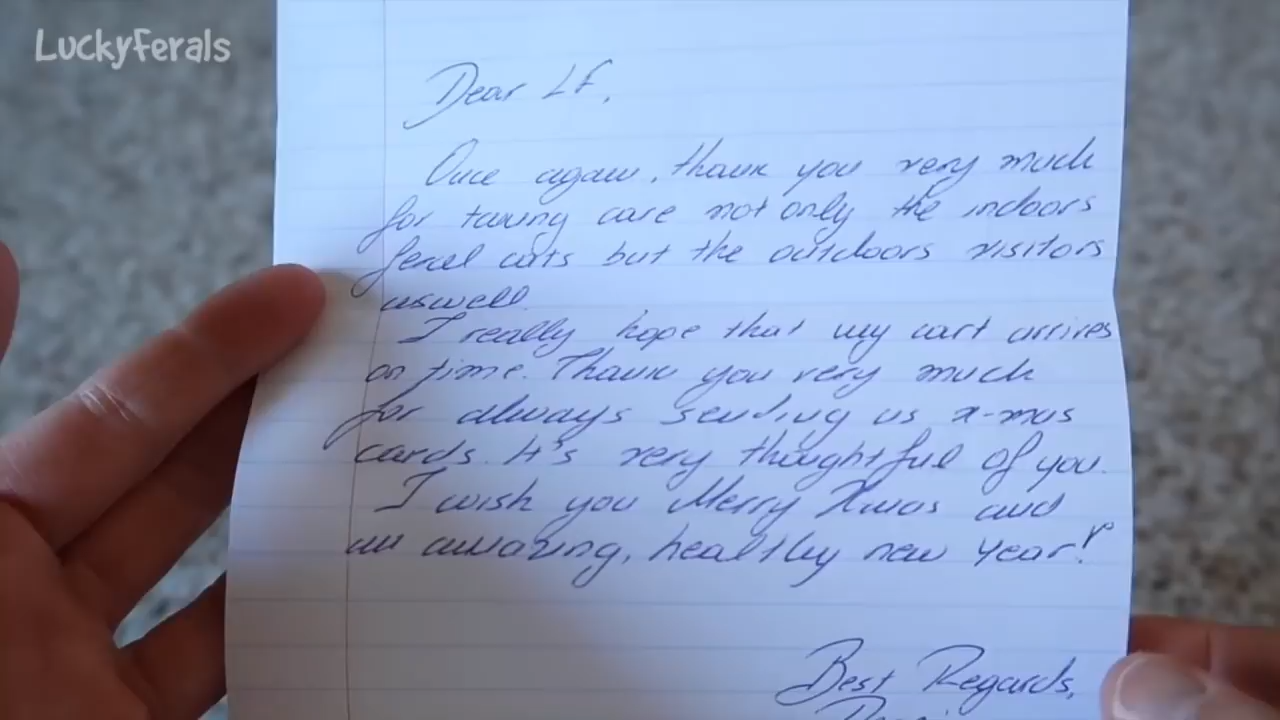 LuckyFerals
Dear LF,
Once again, thank you very much
for taking care not only the indoors
feral cats but the outdoors visitors
aswell.
I really hope that my cart arrives
on time. Thank you very much
for always sending us x-mas
cards. It's very thoughtful of you.
I wish you Merry Xmas and
an amazing, healthy new year!
Best Regards,